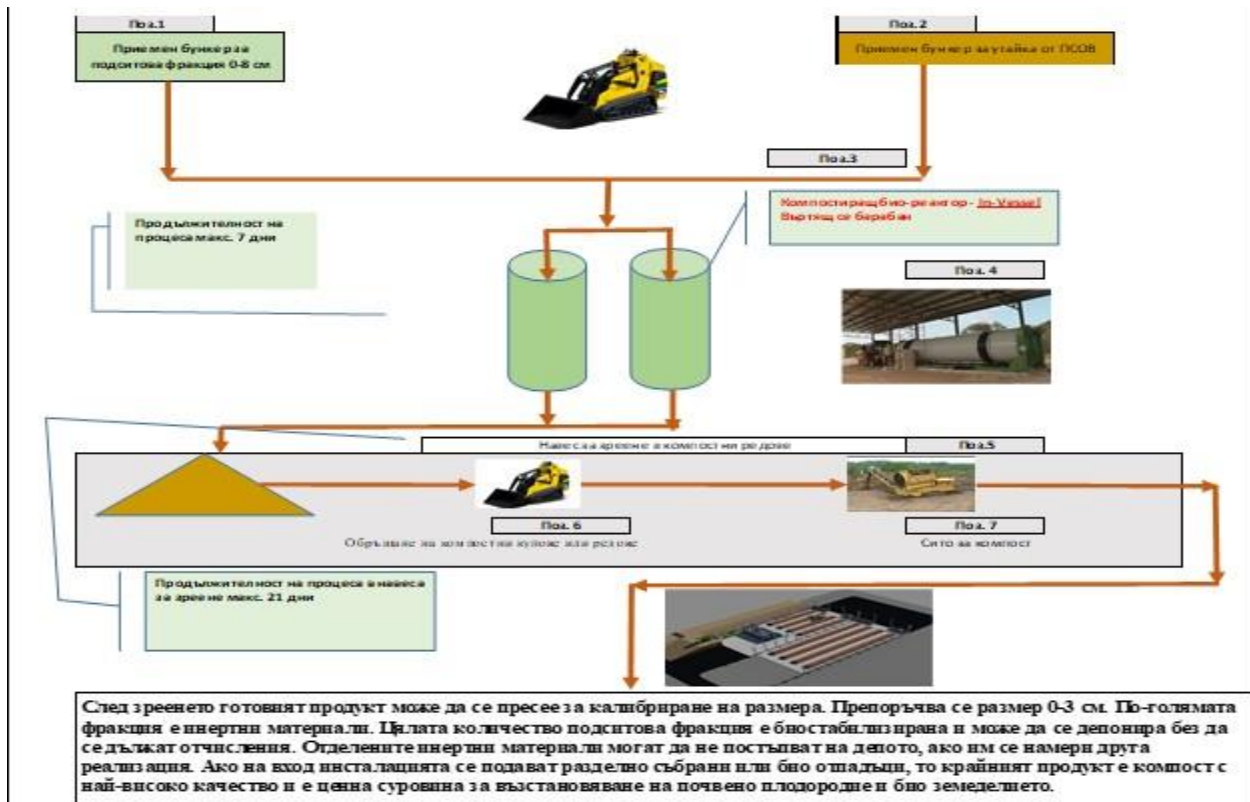 Поз.1
Приемен бункер за
подситова фракция 0-8 см
Поз.2
Приемен бункер за утайка от ПСОВ
Поз.3
Продължителност на
процеса макс. 7 дни
Компостиращ био-реактор - In-Vessel
Въртящ се барабан
Поз. 4
Навес за зреене в компостни редове
Поз.5
Поз. 6
Обръщане на компостни купове или редове
Поз. 7
Сито за компост
Продължителност на процеса в навеса
за зреене макс. 21 дни
След зреенето готовият продукт може да се пресее за калибриране на размера. Препоръчва се размер 0-3 см. По-голямата
фракция е инертни материали. Цялата количество подситова фракция е биостабилизирана и може да се депонира без да
се дължат отчисления. Отделените инертни материали могат да не постъпват на депото, ако им се намери друга
реализация. Ако на вход инсталацията се подават разделно събрани или био отпадъци, то крайният продукт е компост с
най-високо качество и е ценна суровина за възстановяване на почвено плодородие и био земеделието.